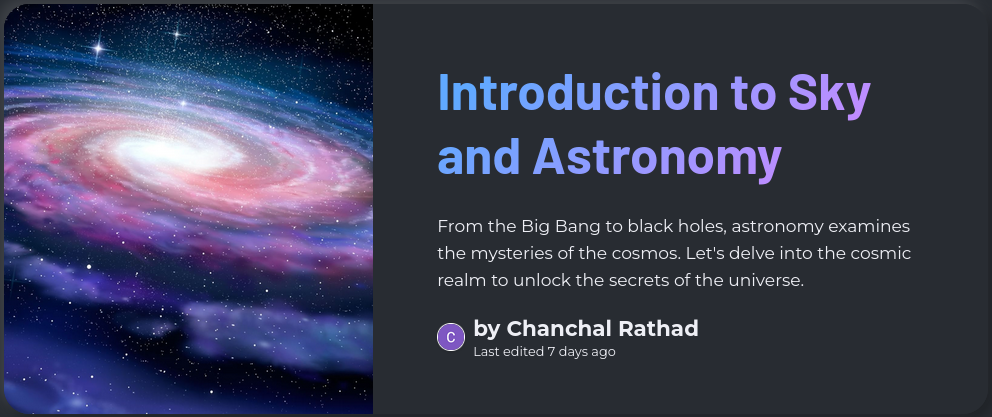 Introduction to Sky
and Astronomy
From the Big Bang to black holes, astronomy examines
the mysteries of the cosmos. Let's delve into the cosmic
realm to unlock the secrets of the universe.
C
by Chanchal Rathad
Last edited 7 days ago